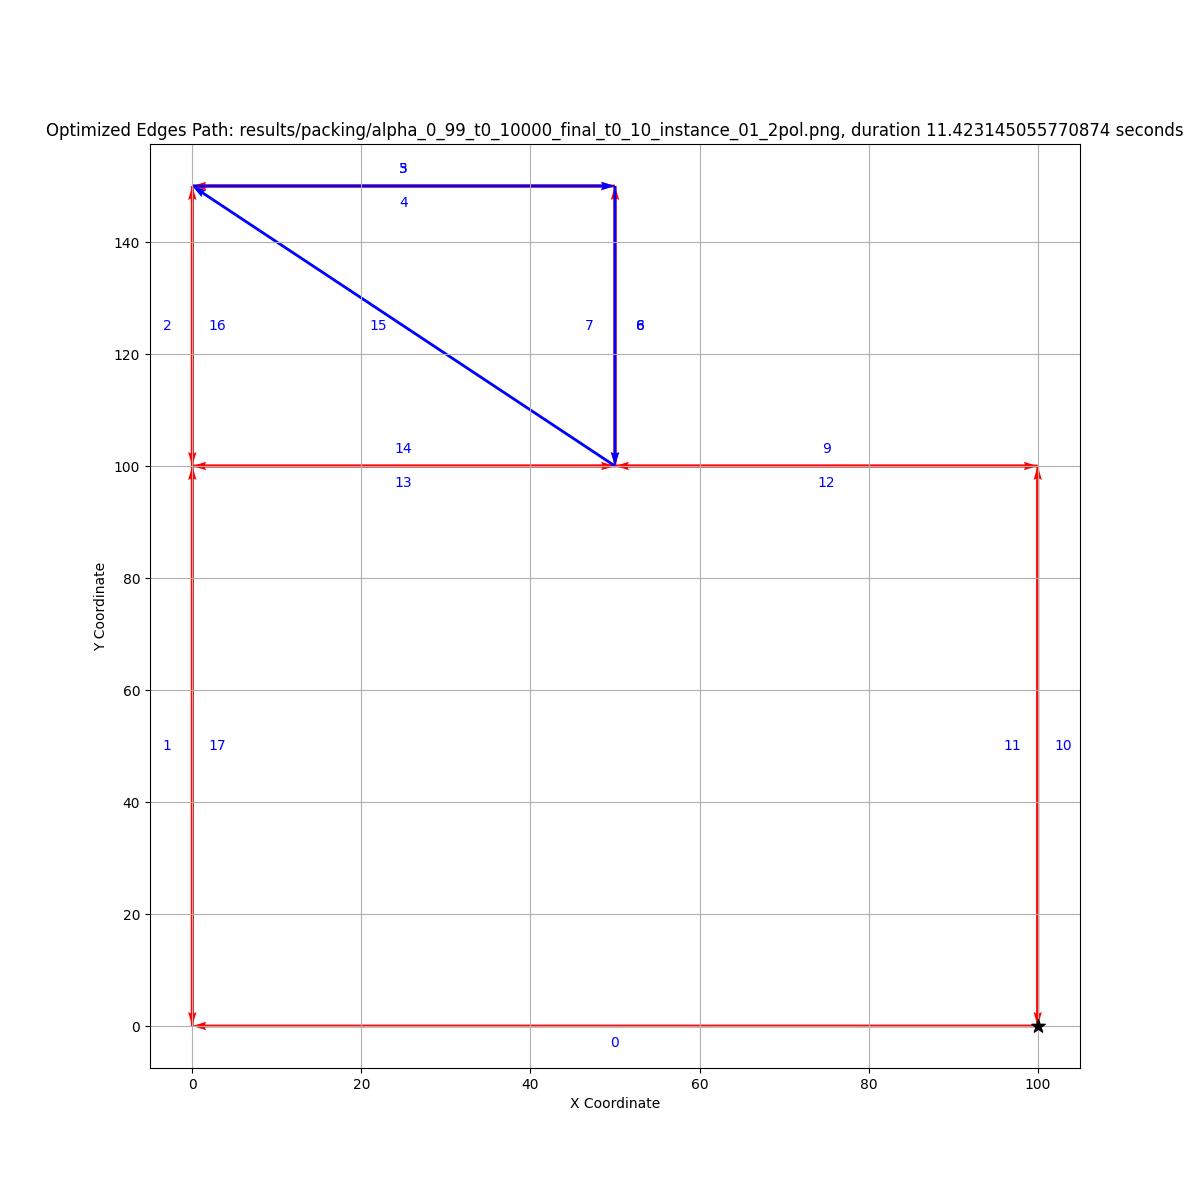 Optimized Edges Path: results/packing/alpha_0_99_t0_10000_final_t0_10_instance_01_2pol.png, duration 11.423145055770874 seconds
4
140
2 16 15 7
120
14 9
100
13 12
80
Y Coordinate
60
1 17 11 10
40
20
0
0
0 20 40 60 80 100
X Coordinate